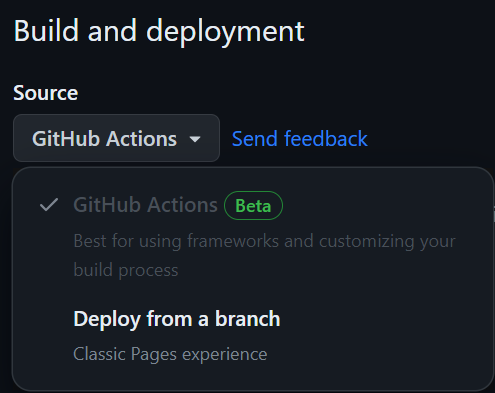 Build and deployment
Source
GitHub Actions
Send feedback
GitHub Actions Beta
Best for using frameworks and customizing your
build process
Deploy from a branch
Classic Pages experience